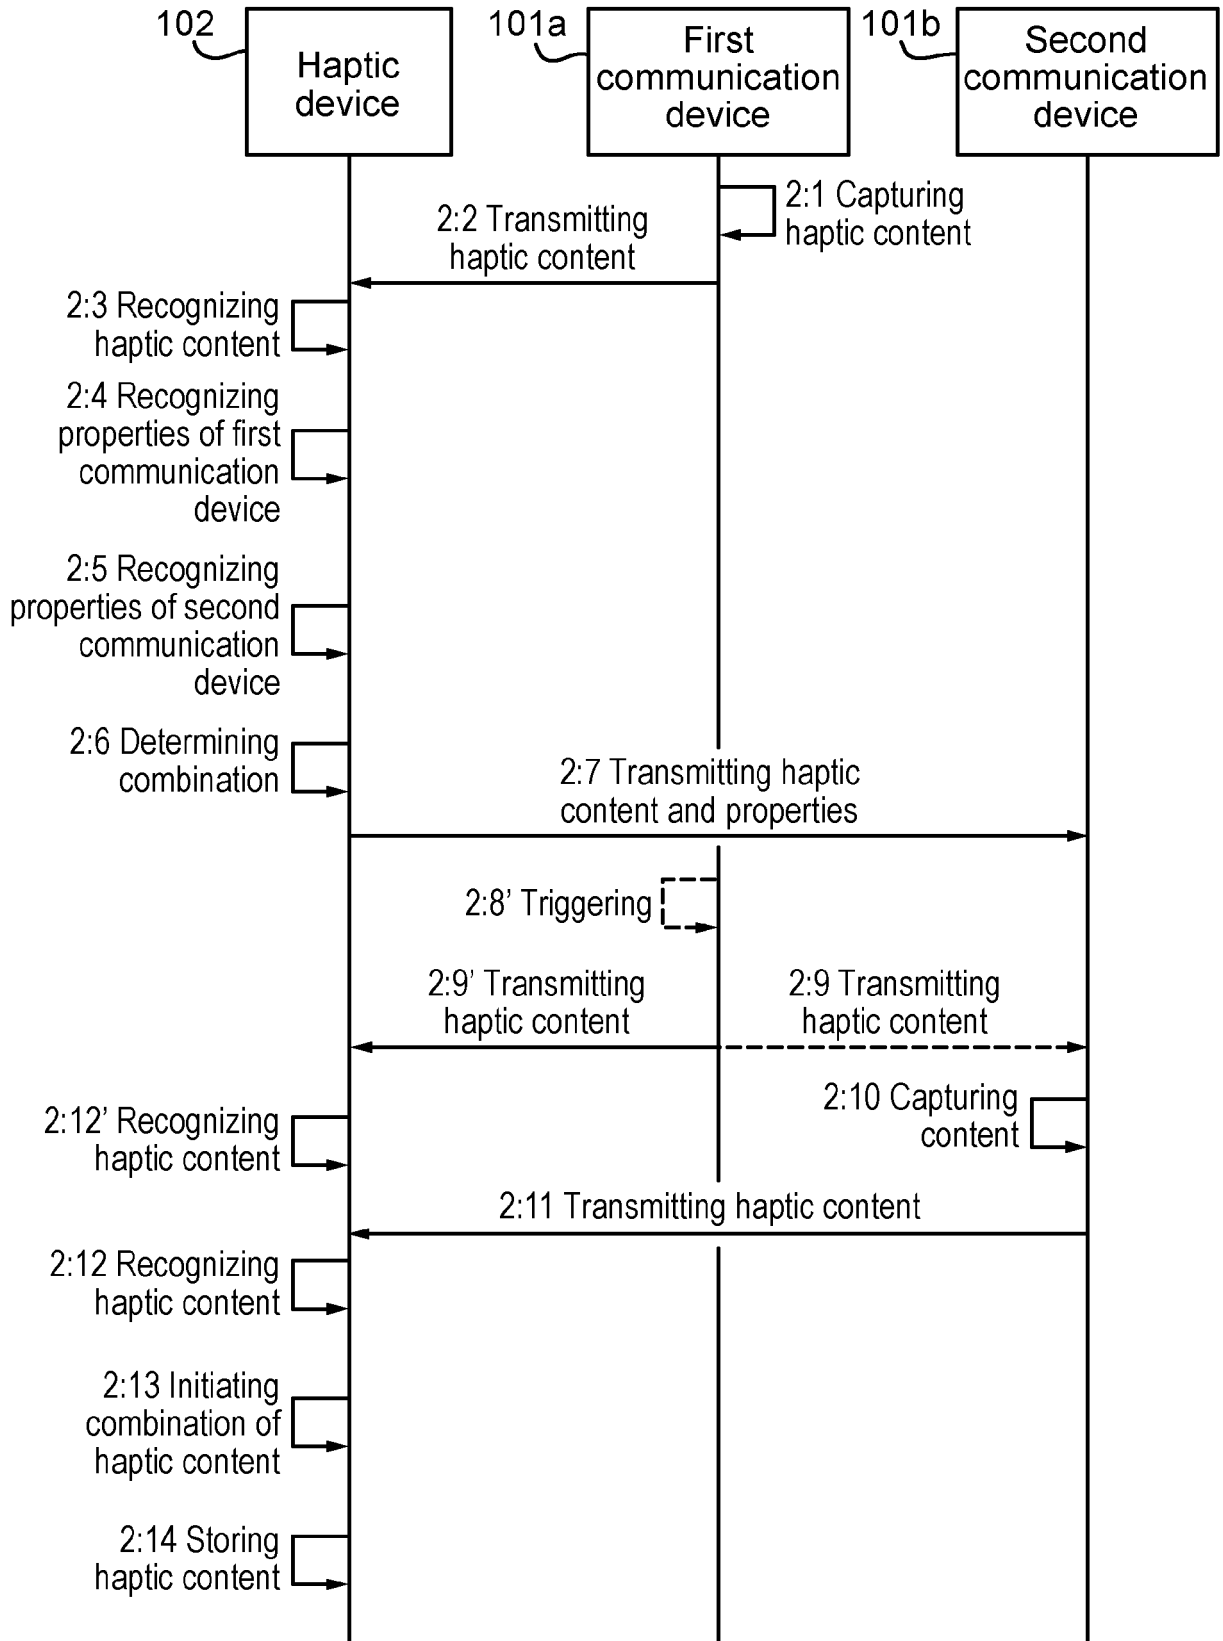 102
Haptic
device
101a
First
communication
device
101b
Second
communication
device
2:1 Capturing
haptic content
2:2 Transmitting
haptic content
2:3 Recognizing
haptic content
2:4 Recognizing
properties of first
communication
device
2:5 Recognizing
properties of second
communication
device
2:6 Determining
combination
2:7 Transmitting haptic
content and properties
2:8’ Triggering
2:9’ Transmitting
haptic content
2:9 Transmitting
haptic content
2:10 Capturing
content
2:12’ Recognizing
haptic content
2:11 Transmitting haptic content
2:12 Recognizing
haptic content
2:13 Initiating
combination of
haptic content
2:14 Storing
haptic content